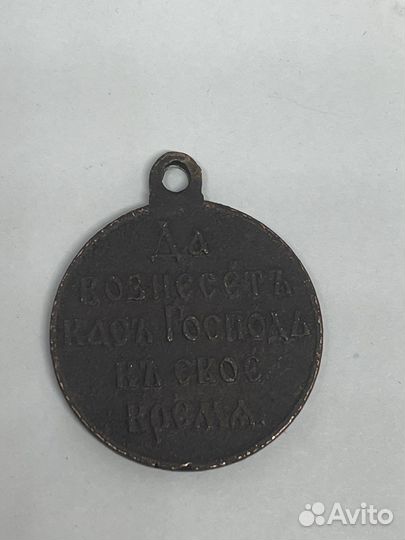 Да
вознесетъ
васъ Господь
въ свое
время.
Avito